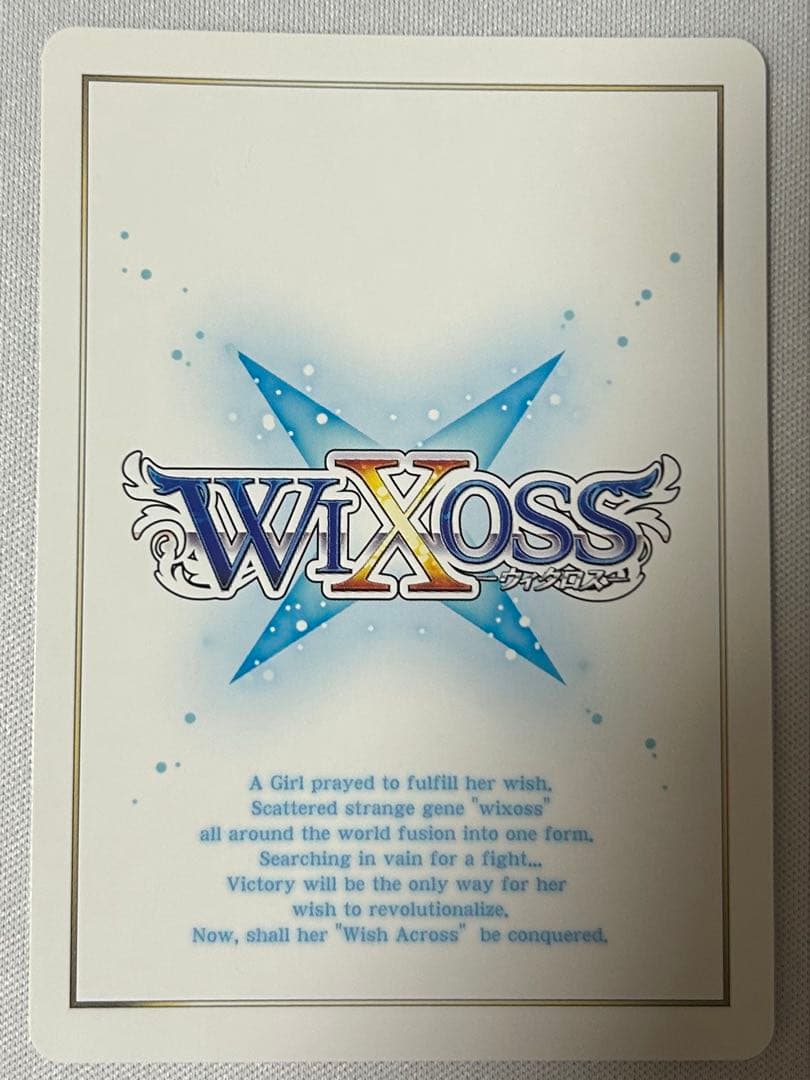 WIXOSS
ーウィクロスー
A Girl prayed to fulfill her wish.
Scattered strange gene "wixoss"
all around the world fusion into one form.
Searching in vain for a fight...
Victory will be the only way for her
wish to revolutionalize.
Now, shall her "Wish Across" be conquered.